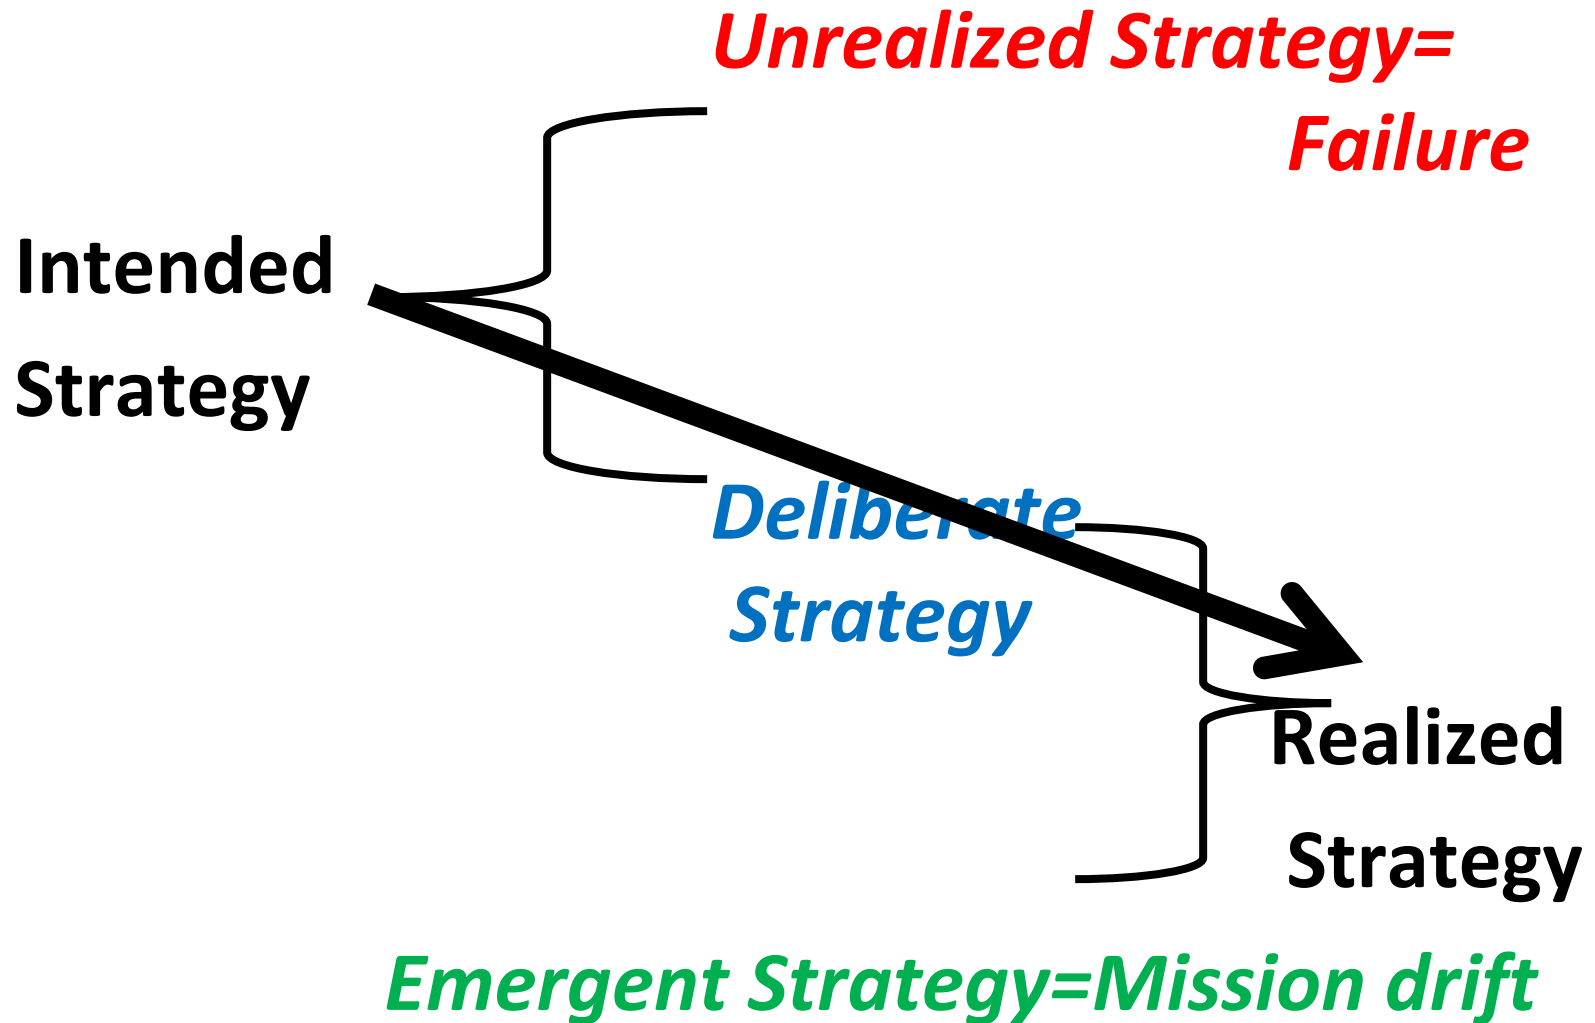 Unrealized Strategy=
Failure
Intended
Strategy
Deliberate
Strategy
Realized
Strategy
Emergent Strategy=Mission drift